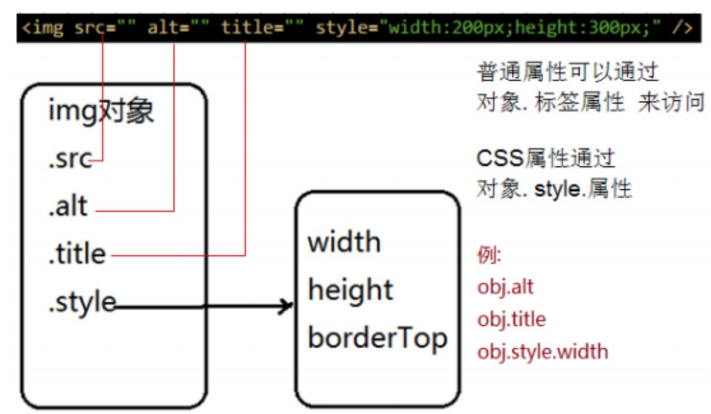 <img src="" alt="" title="" style="width:200px;height:300px;" />
img对象
.src
.alt
.title
.style
width
height
borderTop
普通属性可以通过
对象.标签属性 来访问
CSS属性通过
对象. style.属性
例:
obj.alt
obj.title
obj.style.width